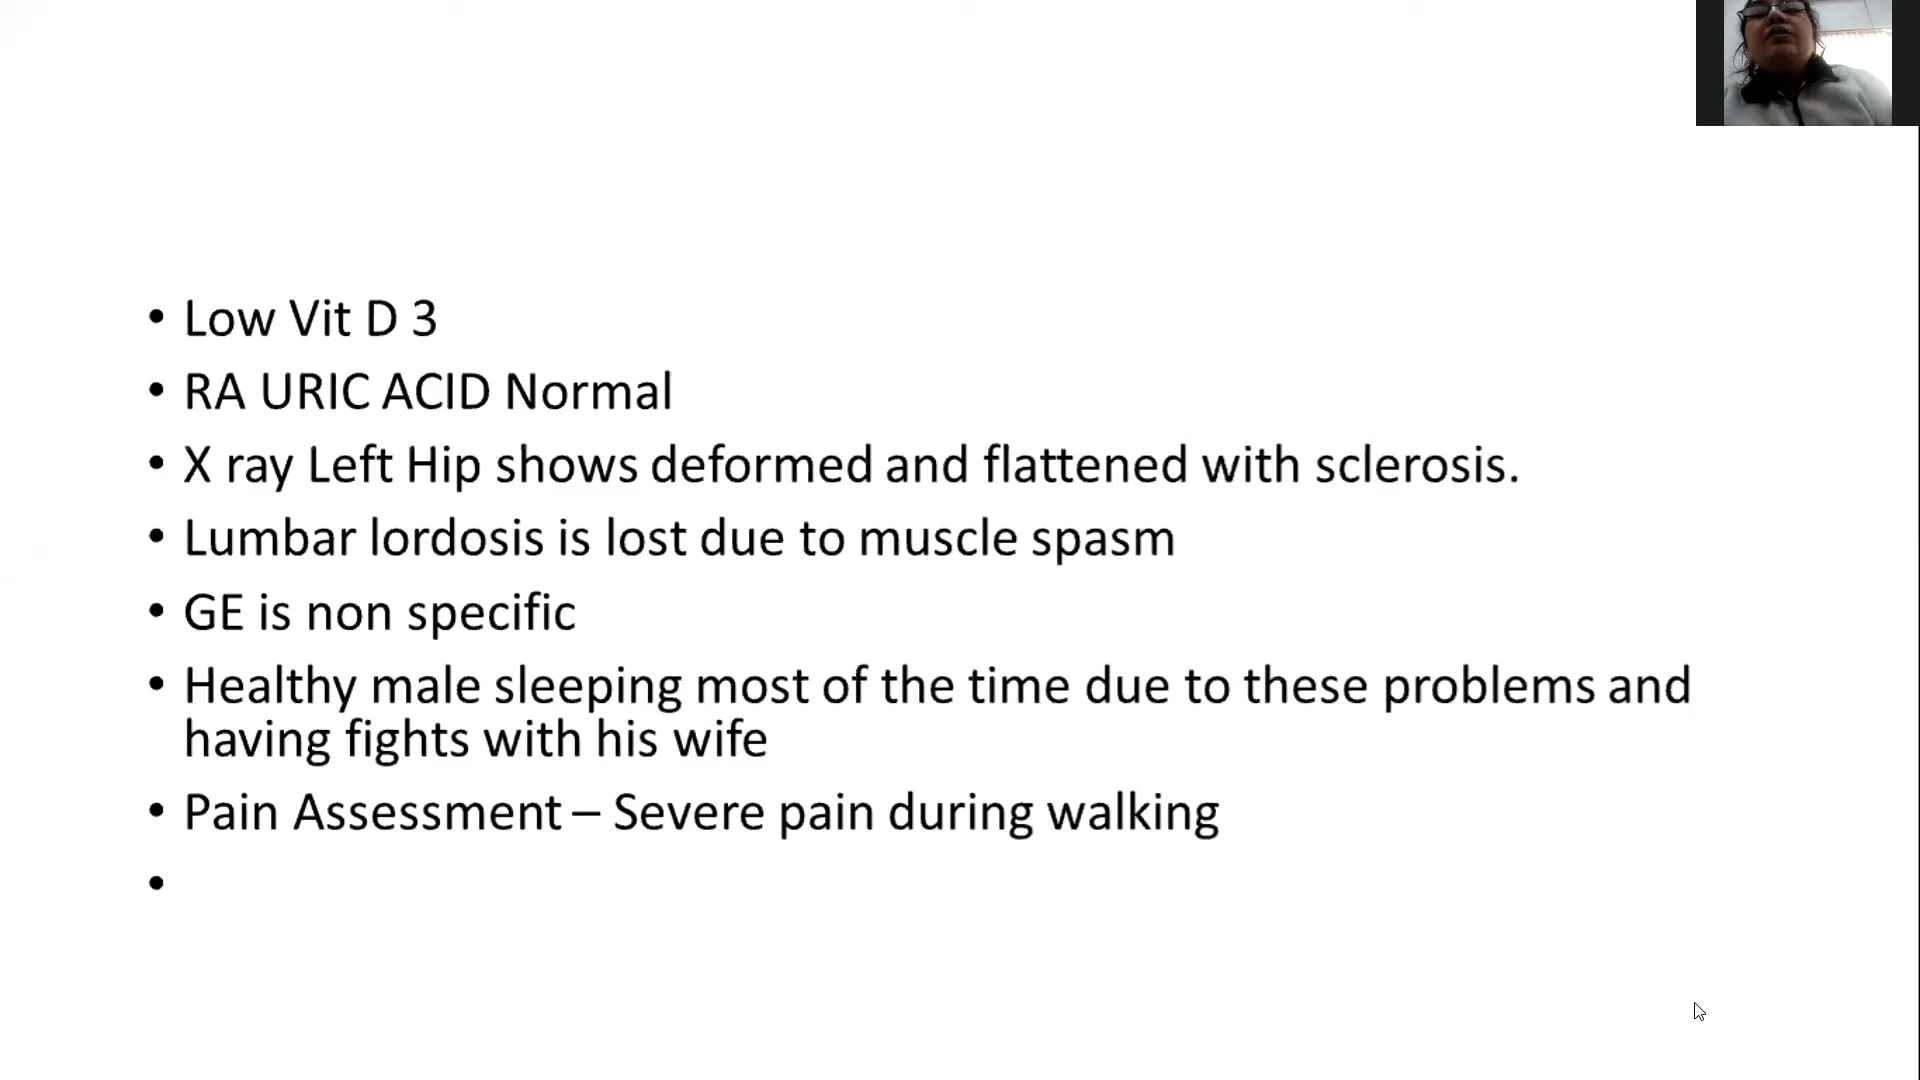 • Low Vit D 3
• RA URIC ACID Normal
• X ray Left Hip shows deformed and flattened with sclerosis.
• Lumbar lordosis is lost due to muscle spasm
• GE is non specific
• Healthy male sleeping most of the time due to these problems and
having fights with his wife
• Pain Assessment – Severe pain during walking
•